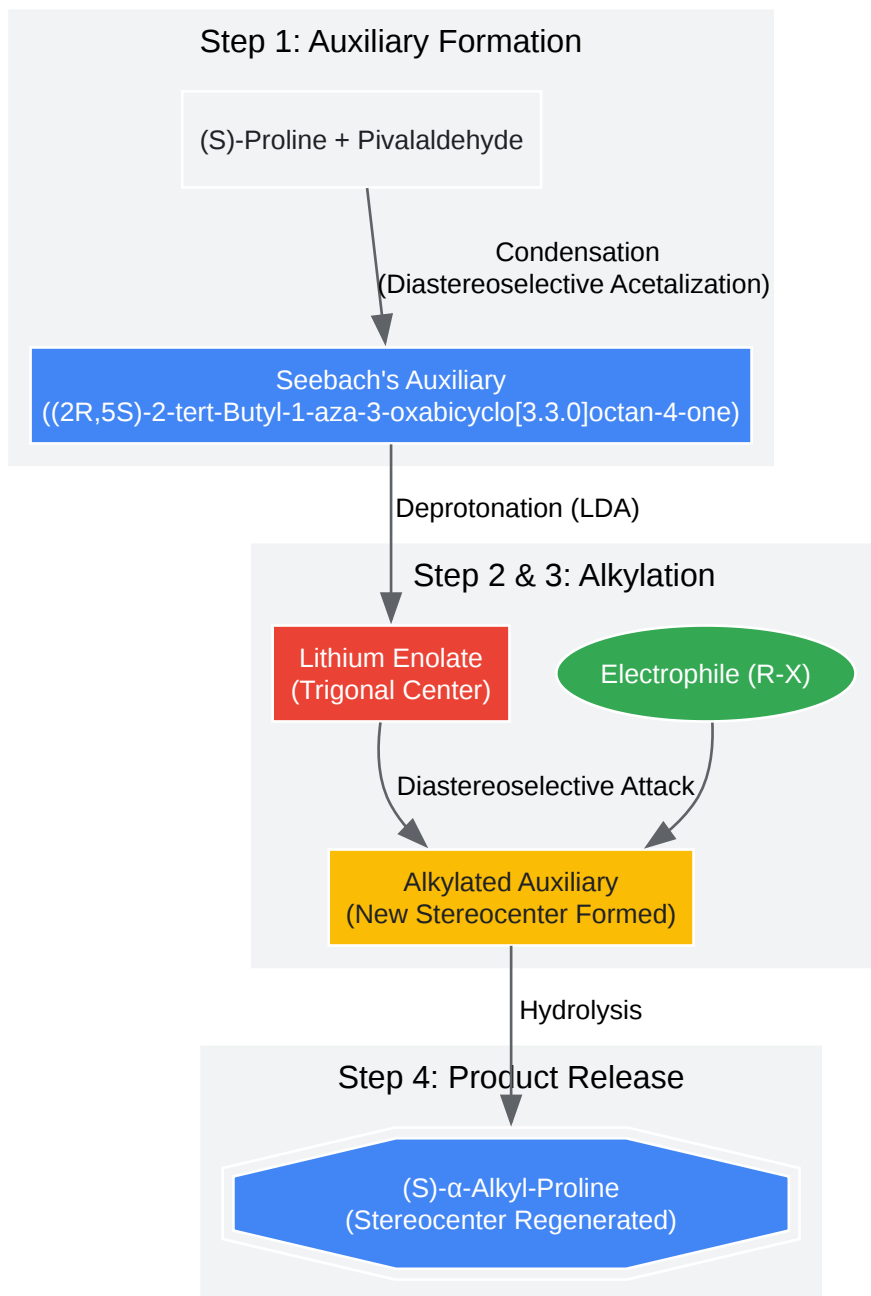 Step 1: Auxiliary Formation
(S)-Proline + Pivalaldehyde
Condensation
(Diastereoselective Acetalization)
Seebach's Auxiliary
((2R,5S)-2-tert-Butyl-1-aza-3-oxabicyclo[3.3.0]octan-4-one)
Deprotonation (LDA)
Step 2 & 3: Alkylation
Lithium Enolate
(Trigonal Center)
Electrophile (R-X)
Diastereoselective Attack
Alkylated Auxiliary
(New Stereocenter Formed)
Hydrolysis
Step 4: Product Release
(S)-α-Alkyl-Proline
(Stereocenter Regenerated)